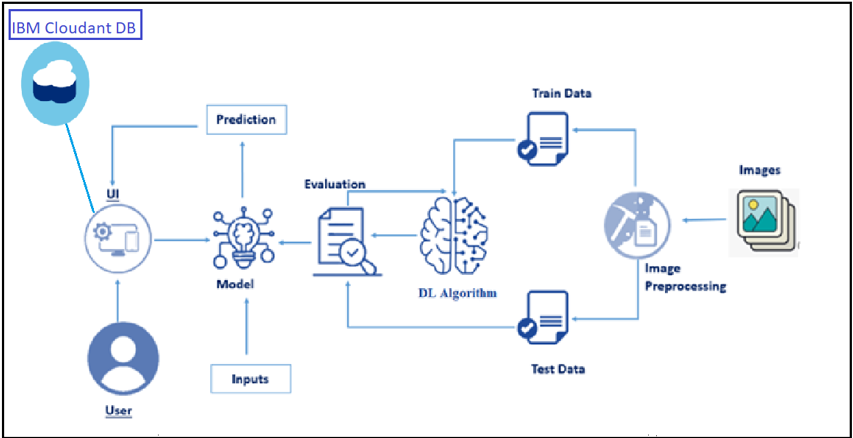 IBM Cloudant DB
Train Data
Prediction
Images
Evaluation
UI
Image
Preprocessing
Model
DL Algorithm
Inputs
Test Data
User